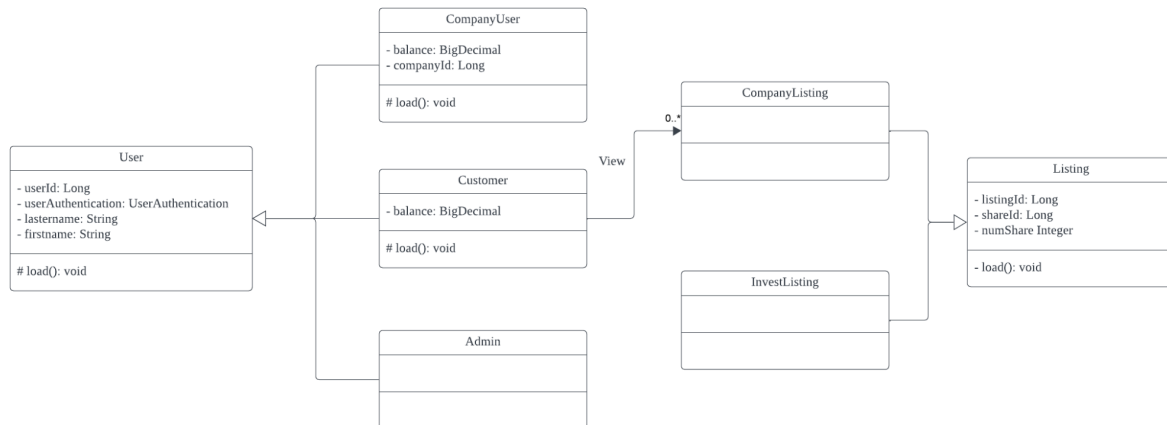 CompanyUser
- balance: BigDecimal
- companyId: Long
# load(): void
User
- userId: Long
- userAuthentication: UserAuthentication
- lastername: String
- firstname: String
# load(): void
Customer
- balance: BigDecimal
# load(): void
Admin
View
0..*
CompanyListing
InvestListing
Listing
- listingId: Long
- shareId: Long
- numShare Integer
- load(): void